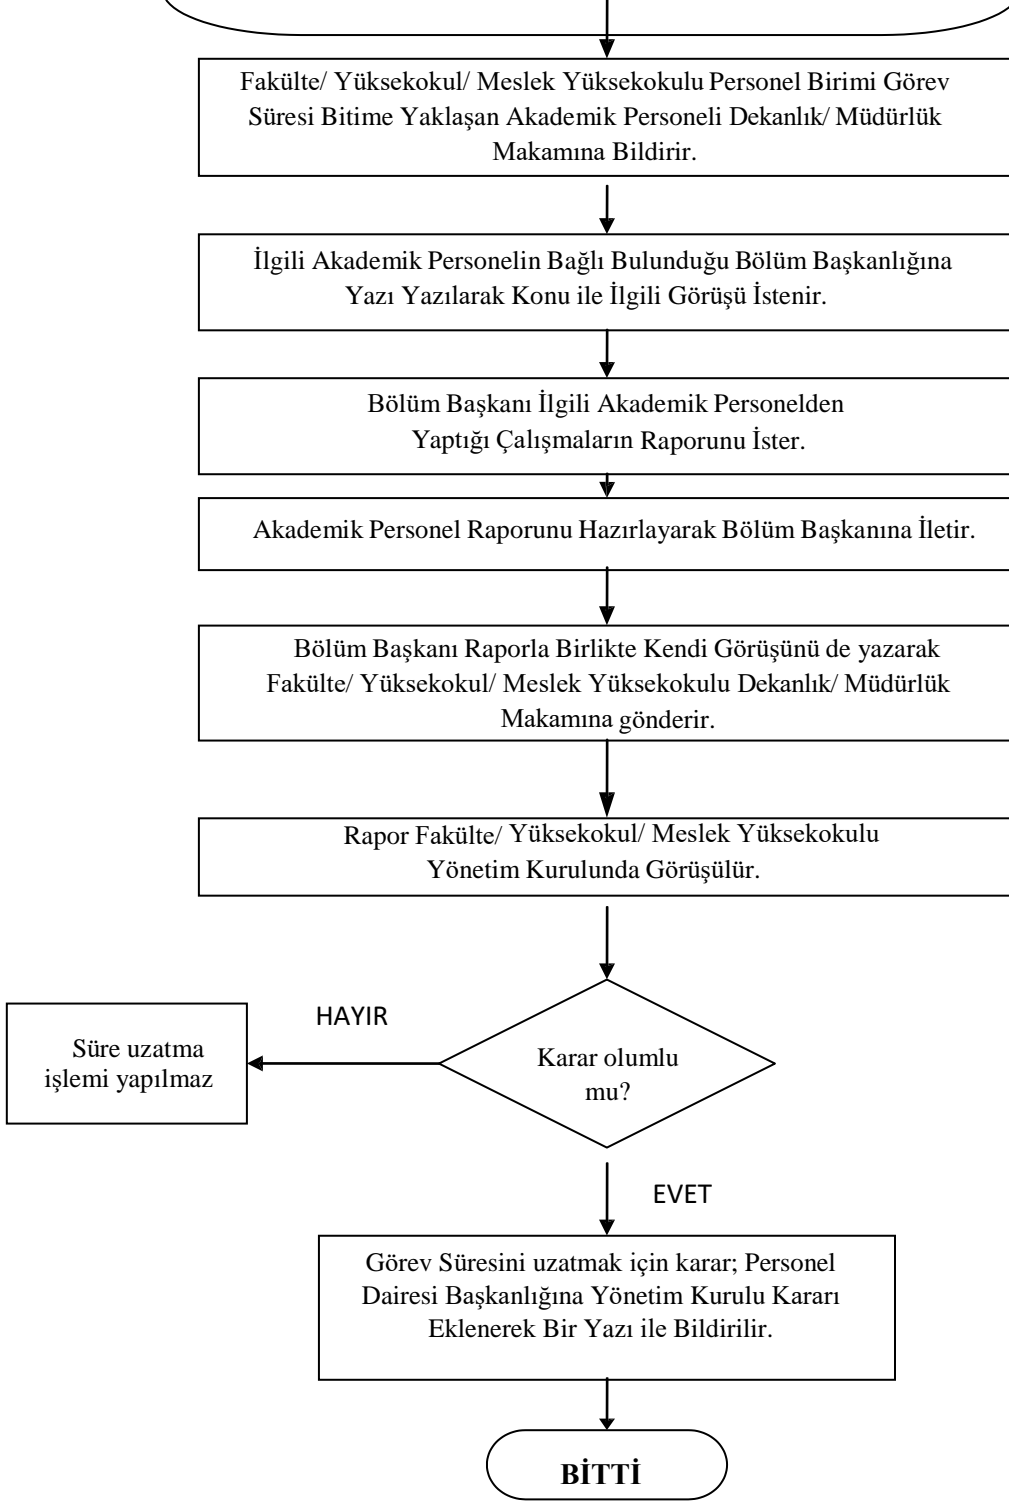 Fakülte/ Yüksekokul/ Meslek Yüksekokulu Personel Birimi Görev
Süresi Bitime Yaklaşan Akademik Personeli Dekanlık/ Müdürlük
Makamına Bildirir.
İlgili Akademik Personelin Bağlı Bulunduğu Bölüm Başkanlığına
Yazı Yazılarak Konu ile İlgili Görüşü İstenir.
Bölüm Başkanı İlgili Akademik Personelden
Yaptığı Çalışmaların Raporunu İster.
Akademik Personel Raporunu Hazırlayarak Bölüm Başkanına İletir.
Bölüm Başkanı Raporla Birlikte Kendi Görüşünü de yazarak
Fakülte/ Yüksekokul/ Meslek Yüksekokulu Dekanlık/ Müdürlük
Makamına gönderir.
Rapor Fakülte/ Yüksekokul/ Meslek Yüksekokulu
Yönetim Kurulunda Görüşülür.
HAYIR
Süre uzatma
işlemi yapılmaz
Karar olumlu
mu?
EVET
Görev Süresini uzatmak için karar; Personel
Dairesi Başkanlığına Yönetim Kurulu Kararı
Eklenerek Bir Yazı ile Bildirilir.
BİTTİ